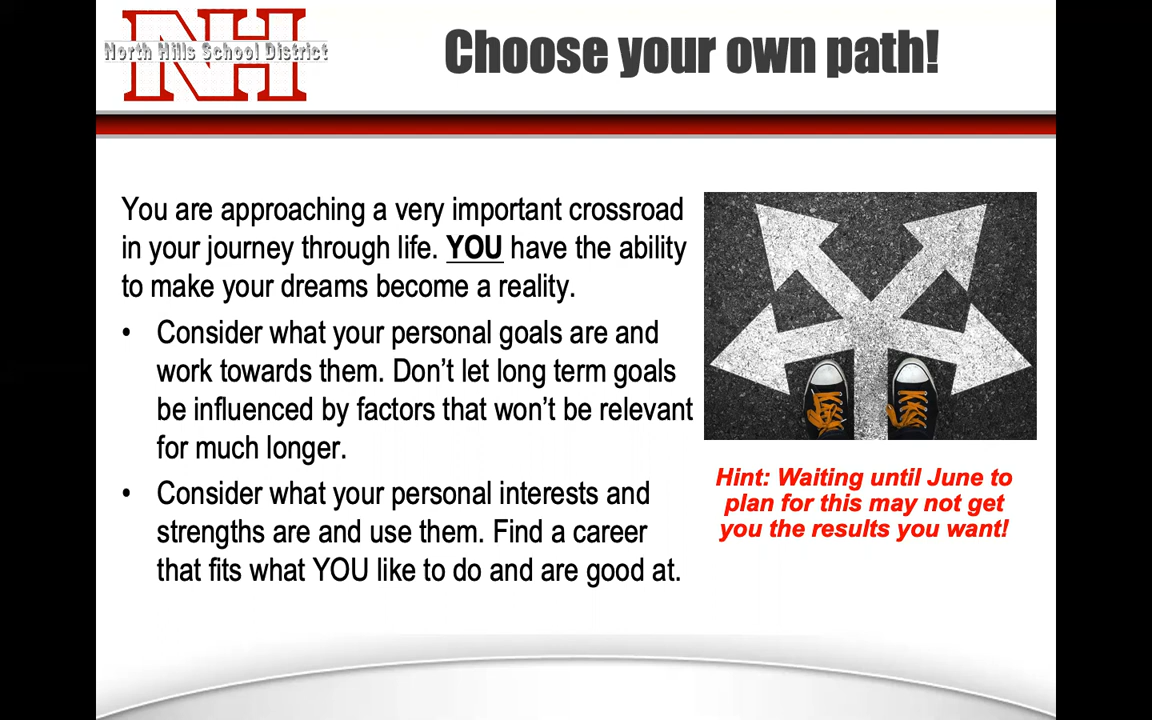 NH
North Hills School District
Choose your own path!
You are approaching a very important crossroad
in your journey through life. YOU have the ability
to make your dreams become a reality.
• Consider what your personal goals are and
work towards them. Don't let long term goals
be influenced by factors that won't be relevant
for much longer.
• Consider what your personal interests and
strengths are and use them. Find a career
that fits what YOU like to do and are good at.
Hint: Waiting until June to
plan for this may not get
you the results you want!